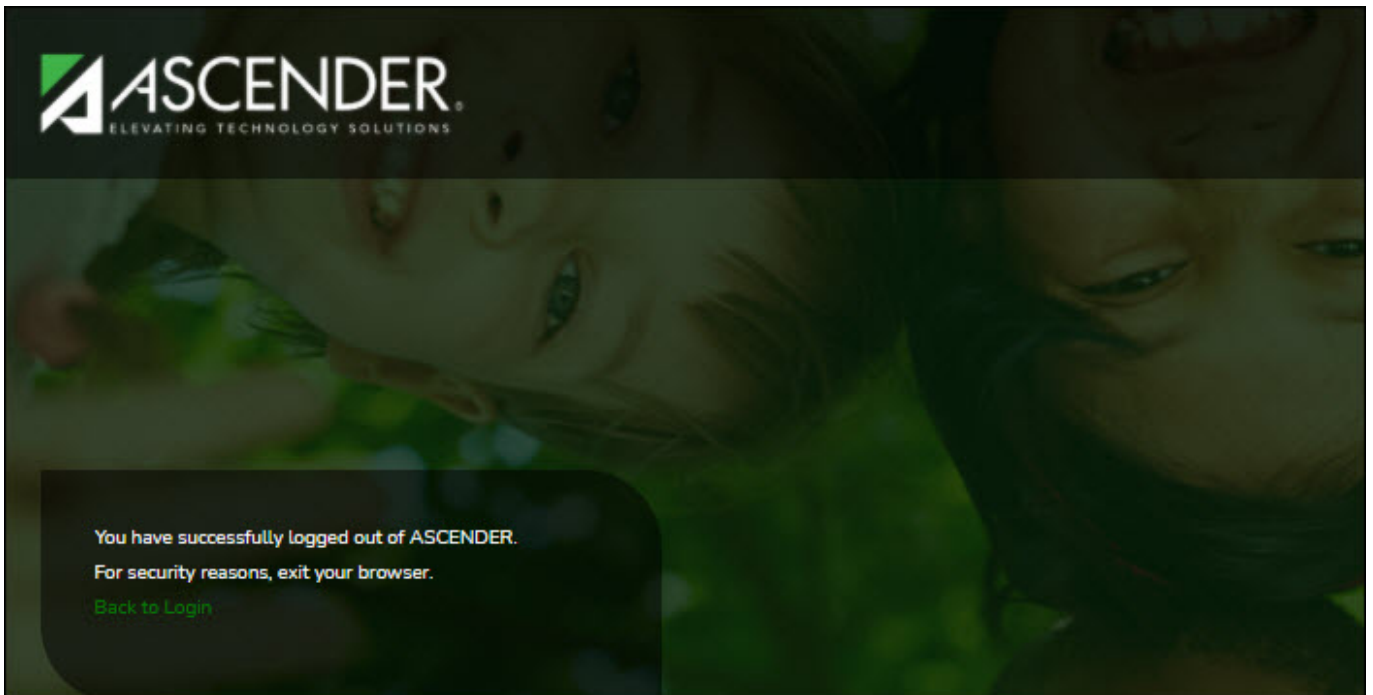 ASCENDER®
ELEVATING TECHNOLOGY SOLUTIONS
You have successfully logged out of ASCENDER.
For security reasons, exit your browser.
Back to Login